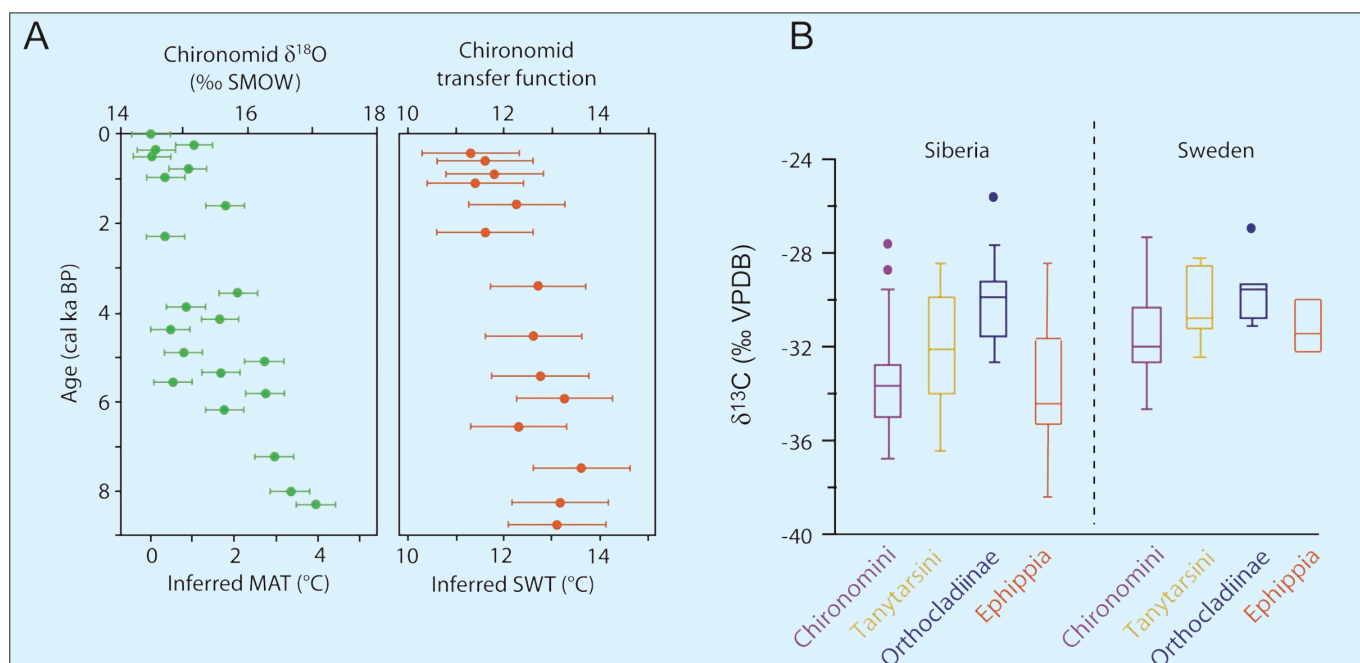 A
Chironomid δ18O
(‰ SMOW)
14 16 18
Chironomid
transfer function
10 12 14
Age (cal ka BP)
0
2
4
6
8
0 2 4
Inferred MAT (°C)
10 12 14
Inferred SWT (°C)
B
Siberia
Sweden
δ13C (‰ VPDB)
-24
-28
-32
-36
-40
Chironomini
Tanytarsini
Orthocladiinae
Ephippia
Chironomini
Tanytarsini
Orthocladiinae
Ephippia